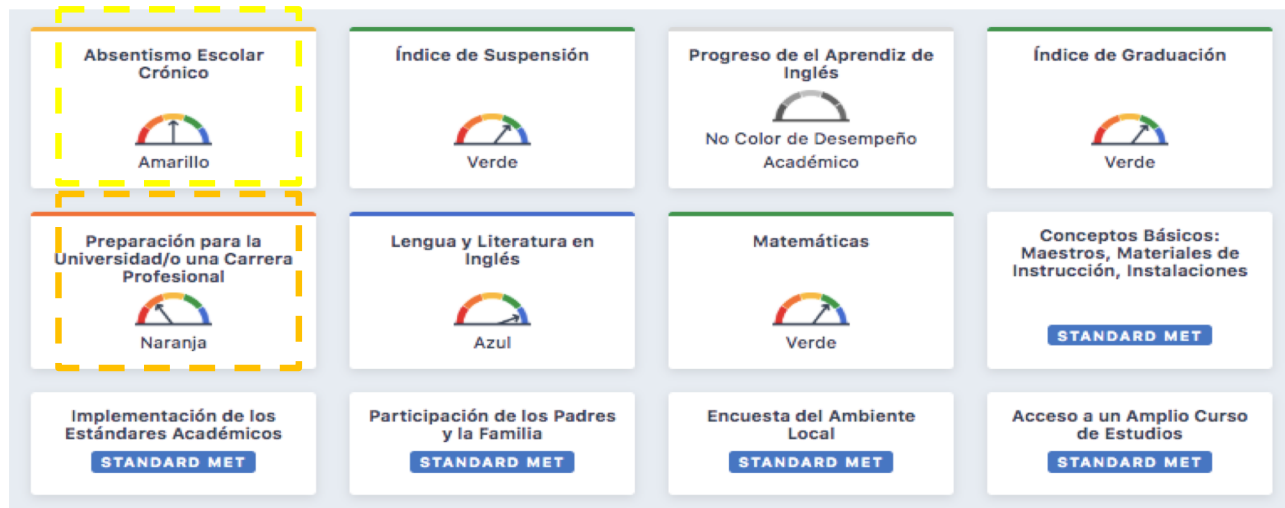 Absentismo Escolar
Crónico
Amarillo
Índice de Suspensión
Verde
Progreso de el Aprendiz de
Inglés
No Color de Desempeño
Académico
Índice de Graduación
Verde
Preparación para la
Universidad/o una Carrera
Profesional
Naranja
Lengua y Literatura en
Inglés
Azul
Matemáticas
Verde
Conceptos Básicos:
Maestros, Materiales de
Instrucción, Instalaciones
STANDARD MET
Implementación de los
Estándares Académicos
STANDARD MET
Participación de los Padres
y la Familia
STANDARD MET
Encuesta del Ambiente
Local
STANDARD MET
Acceso a un Amplio Curso
de Estudios
STANDARD MET